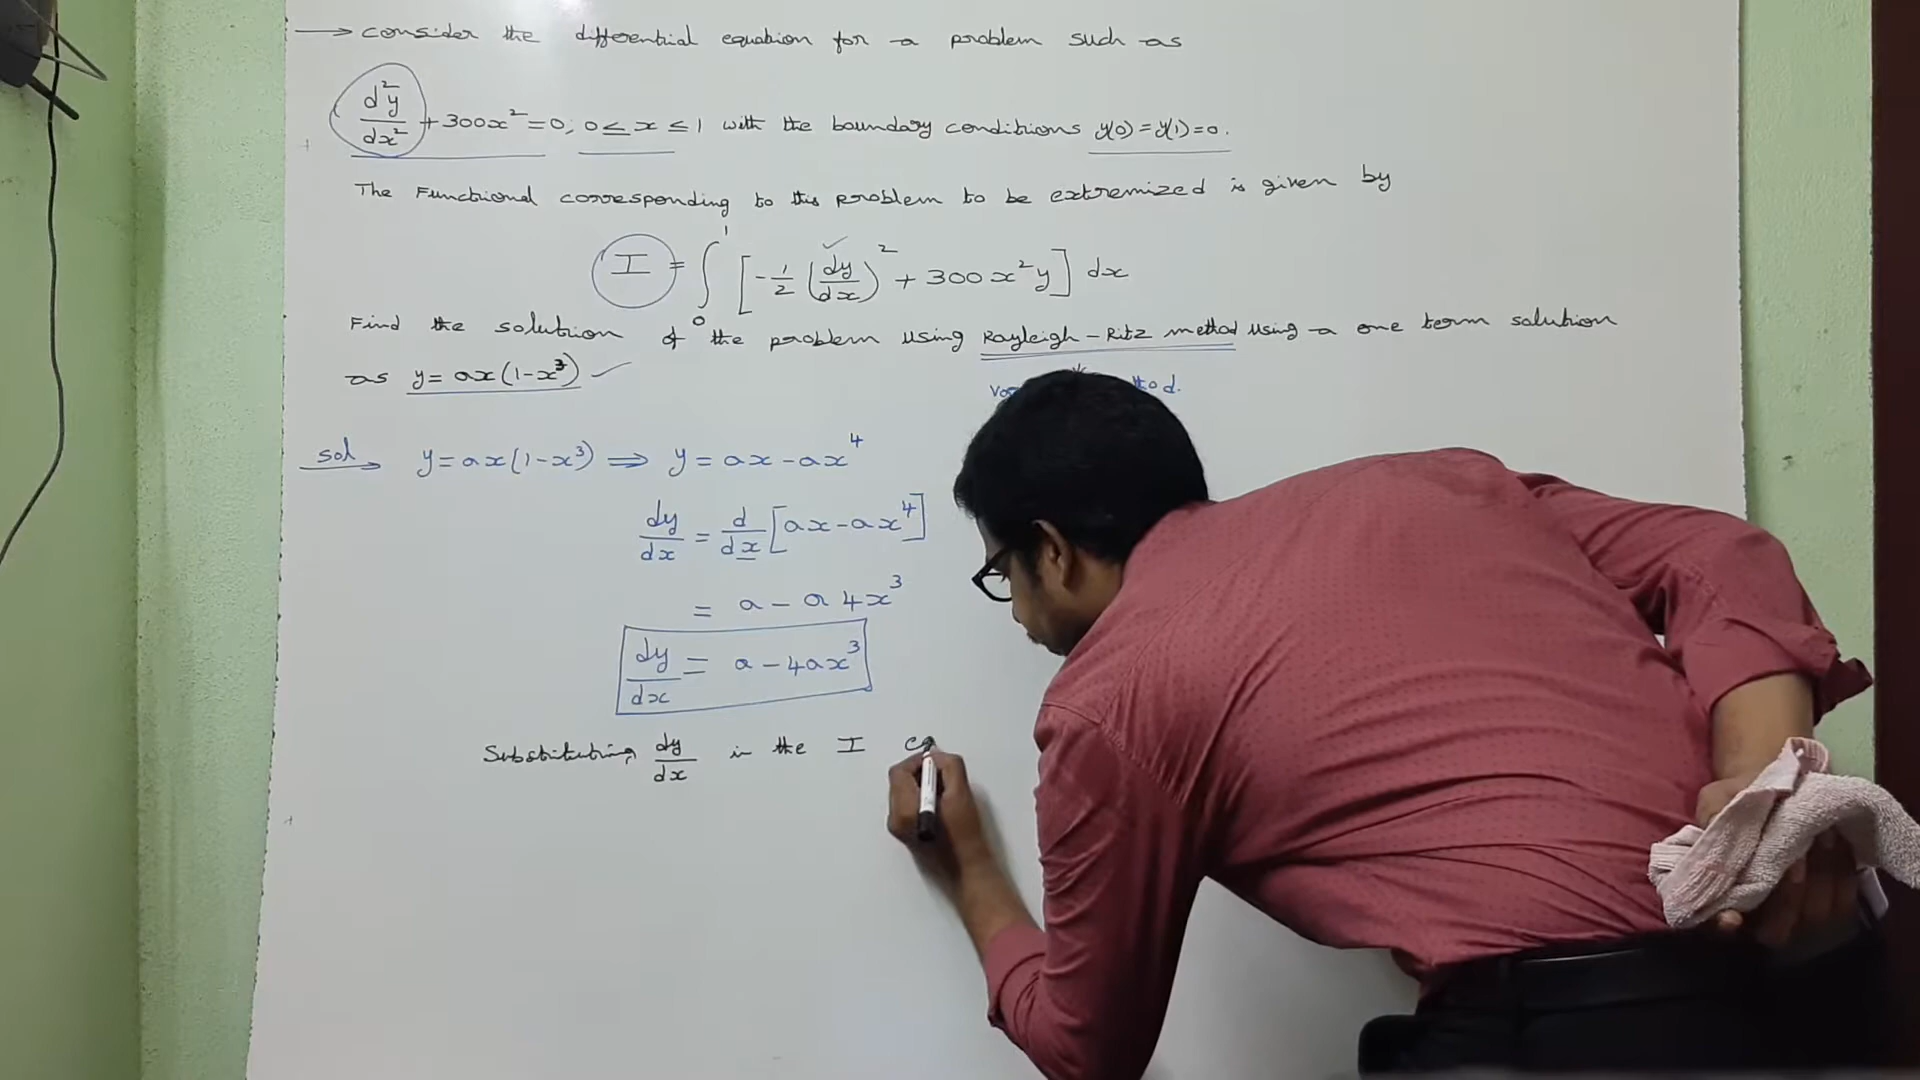 → consider the differential equation for a problem such as
d²y/dx² + 300x² = 0; 0 ≤ x ≤ 1 with the boundary conditions y(0) = y(1) = 0.
The Functional corresponding to this problem to be extremized is given by
I = ∫₀¹ [-1/2 (dy/dx)² + 300x²y] dx
Find the solution of the problem using Rayleigh-Ritz method using a one term solution
as y = ax(1-x³)
sol y = ax(1-x³) ⇒ y = ax - ax⁴
dy/dx = d/dx [ax - ax⁴]
= a - a 4x³
dy/dx = a - 4ax³
Substituting dy/dx in the I